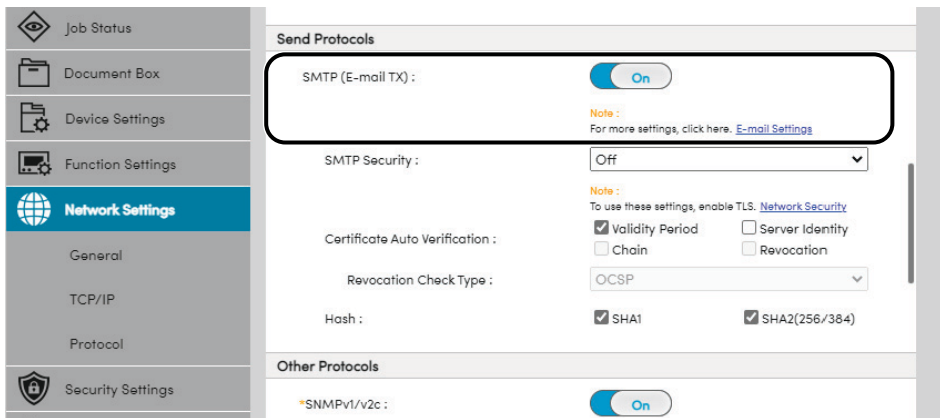 Job Status
Document Box
Device Settings
Function Settings
Network Settings
General
TCP/IP
Protocol
Security Settings
Send Protocols
SMTP (E-mail TX) : On
Note :
For more settings, click here. E-mail Settings
SMTP Security : Off
Note :
To use these settings, enable TLS. Network Security
Certificate Auto Verification : Validity Period Server Identity
Chain Revocation
Revocation Check Type : OCSP
Hash : SHA1 SHA2(256/384)
Other Protocols
*SNMPv1/v2c : On